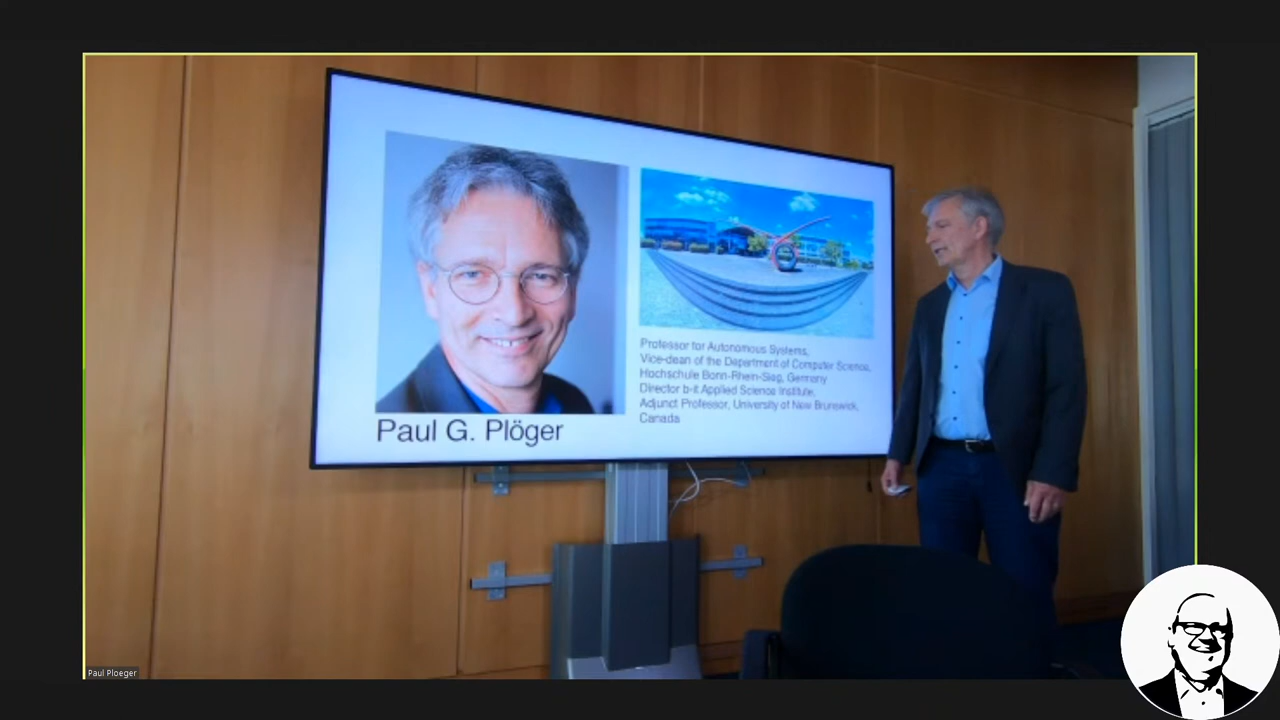 Professor for Autonomous Systems,
Vice-dean of the Department of Computer Science,
Hochschule Bonn-Rhein-Sieg, Germany
Director b-it Applied Science Institute,
Adjunct Professor, University of New Brunswick,
Canada
Paul G. Plöger
Paul Ploeger